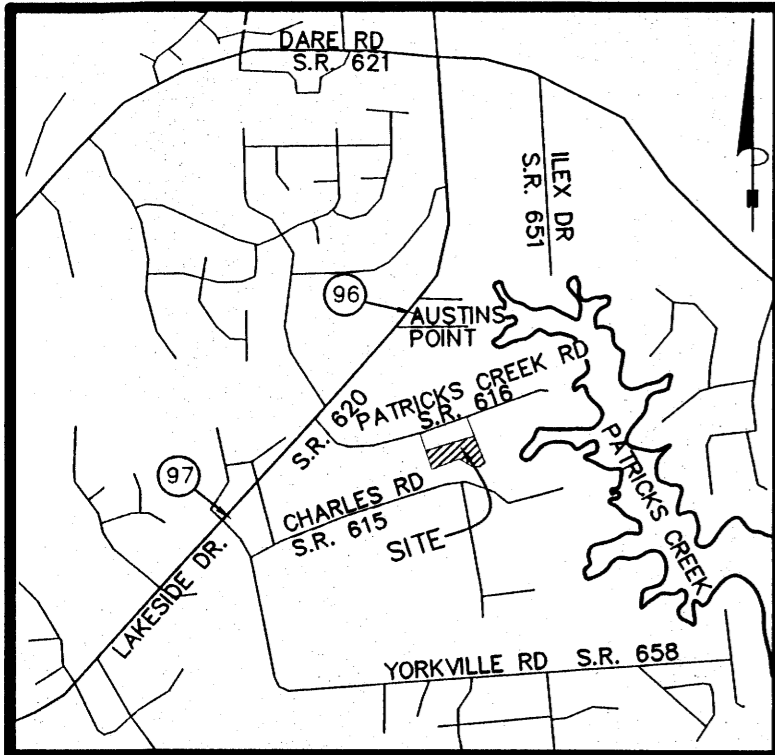 DARE RD
S.R. 621
ILEX DR
S.R. 651
96
AUSTINS
POINT
S.R. 620
PATRICKS CREEK RD
S.R. 616
97
CHARLES RD
S.R. 615
SITE
PATRICKS CREEK
LAKESIDE DR.
YORKVILLE RD S.R. 658